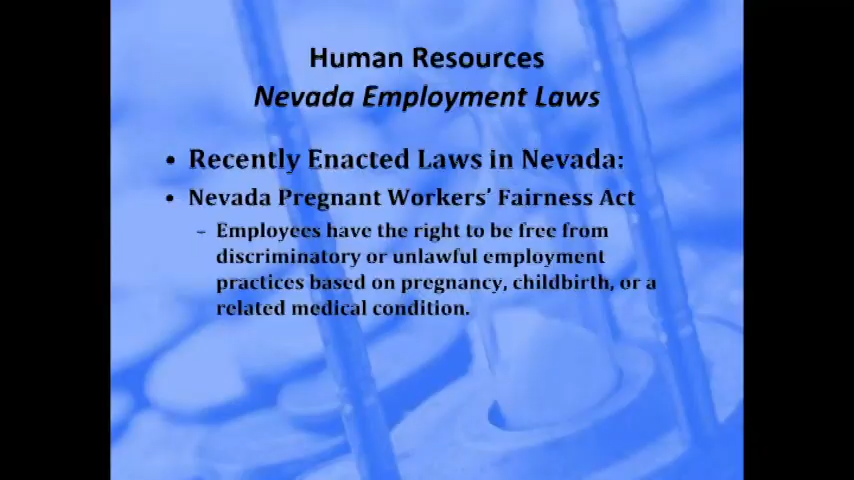 Human Resources
Nevada Employment Laws
• Recently Enacted Laws in Nevada:
• Nevada Pregnant Workers' Fairness Act
– Employees have the right to be free from
discriminatory or unlawful employment
practices based on pregnancy, childbirth, or a
related medical condition.